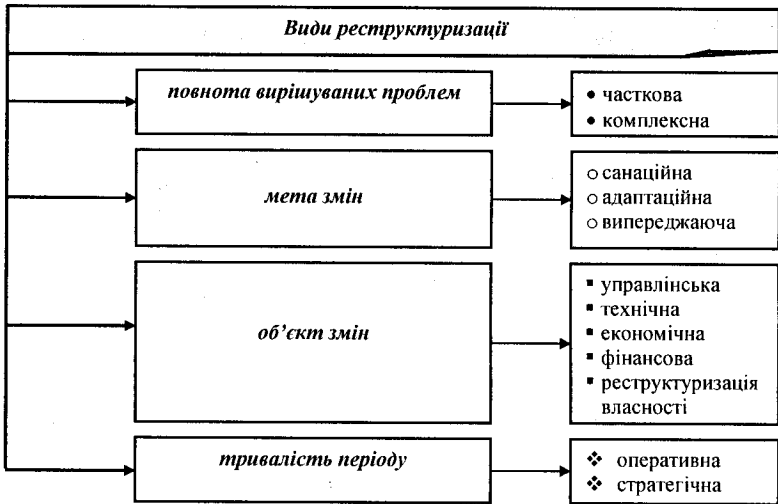 Види реструктуризації
повнота вирішуваних проблем
• часткова
• комплексна
мета змін
○ санаційна
○ адаптаційна
○ випереджаюча
об’єкт змін
▪ управлінська
▪ технічна
▪ економічна
▪ фінансова
▪ реструктуризація
власності
тривалість періоду
❖ оперативна
❖ стратегічна